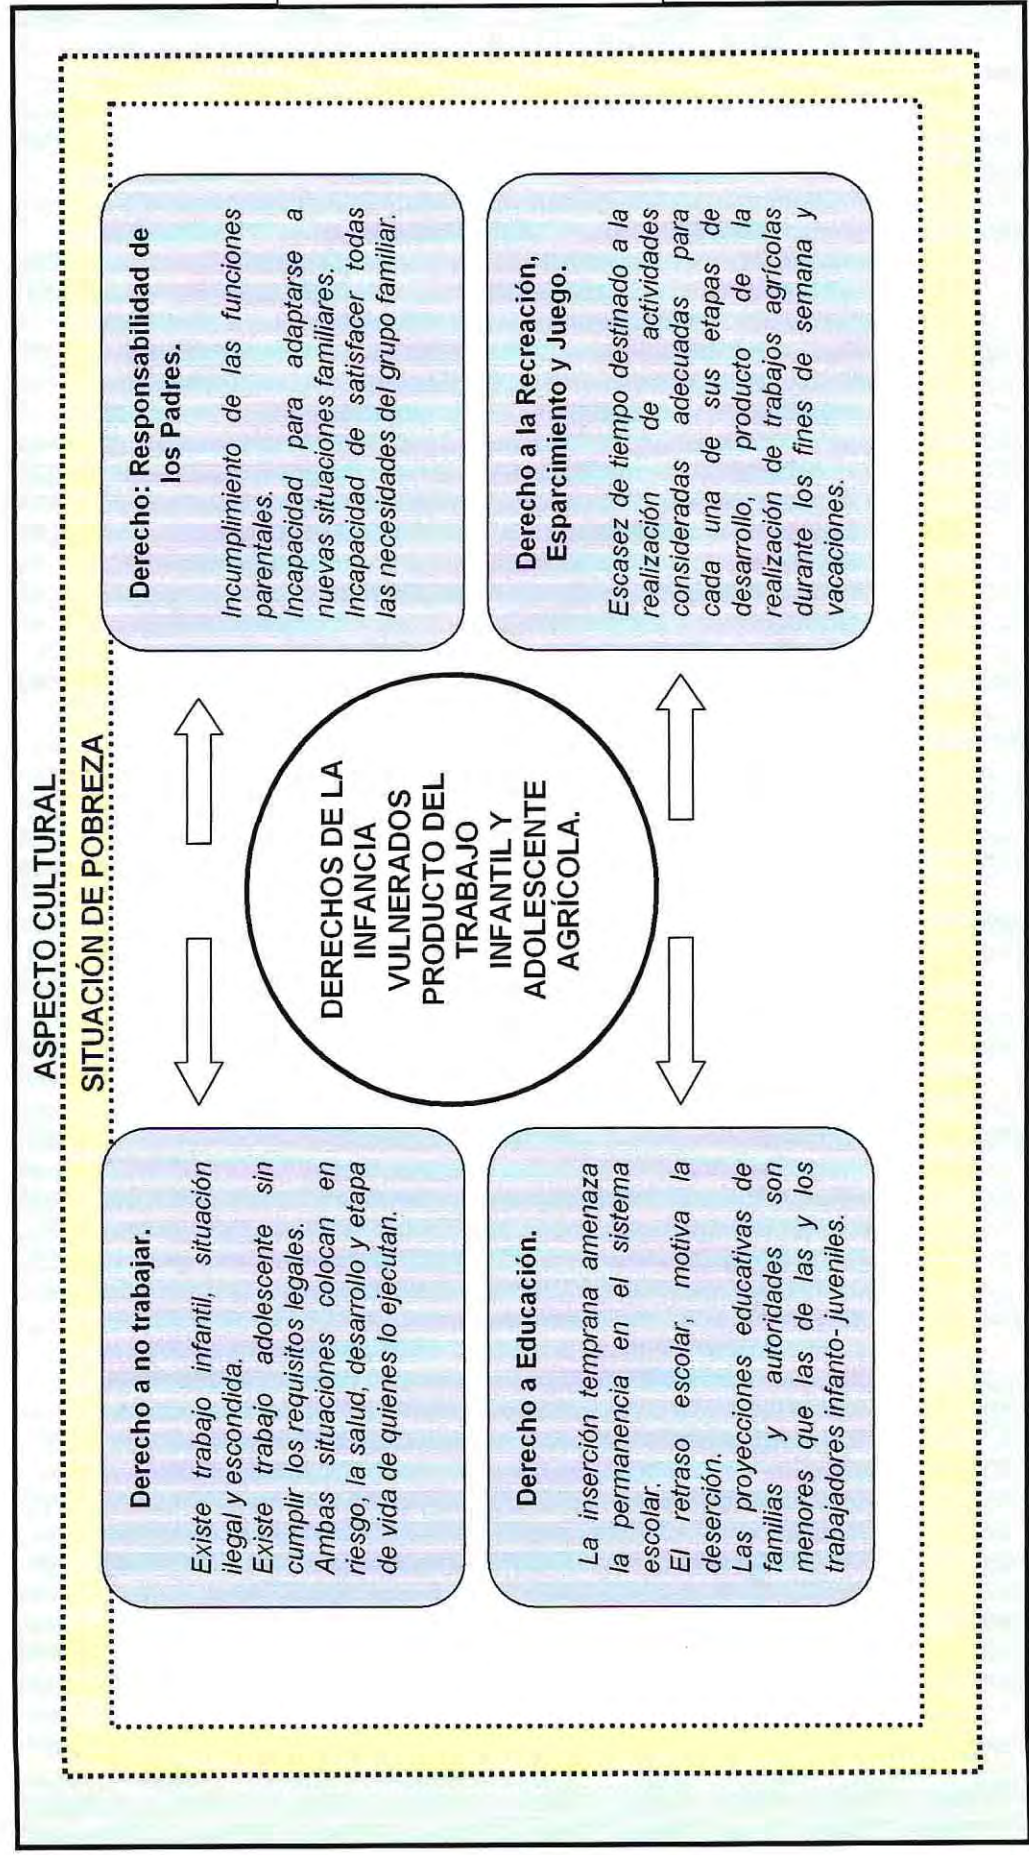 ASPECTO CULTURAL
SITUACIÓN DE POBREZA
Derecho a no trabajar.
Existe trabajo infantil, situación
ilegal y escondida.
Existe trabajo adolescente sin
cumplir los requisitos legales.
Ambas situaciones colocan en
riesgo, la salud, desarrollo y etapa
de vida de quienes lo ejecutan.
Derecho: Responsabilidad de
los Padres.
Incumplimiento de las funciones
parentales.
Incapacidad para adaptarse a
nuevas situaciones familiares.
Incapacidad de satisfacer todas
las necesidades del grupo familiar.
DERECHOS DE LA
INFANCIA
VULNERADOS
PRODUCTO DEL
TRABAJO
INFANTIL Y
ADOLESCENTE
AGRÍCOLA.
Derecho a Educación.
La inserción temprana amenaza
la permanencia en el sistema
escolar.
El retraso escolar motiva la
deserción.
Las proyecciones educativas de
familias y autoridades son
menores que las de las y los
trabajadores infanto-juveniles.
Derecho a la Recreación,
Esparcimiento y Juego.
Escasez de tiempo destinado a la
realización de actividades
consideradas adecuadas para
cada una de sus etapas de
desarrollo, producto de la
realización de trabajos agrícolas
durante los fines de semana y
vacaciones.